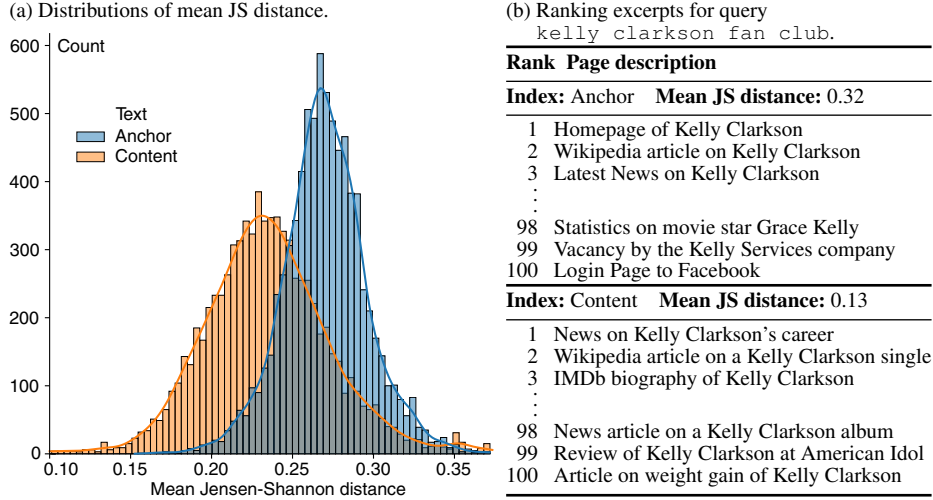 (a) Distributions of mean JS distance.
Count
600
500
400
300
200
100
0
Text
Anchor
Content
0.10 0.15 0.20 0.25 0.30 0.35
Mean Jensen-Shannon distance
(b) Ranking excerpts for query
kelly clarkson fan club.
Rank Page description
Index: Anchor Mean JS distance: 0.32
1 Homepage of Kelly Clarkson
2 Wikipedia article on Kelly Clarkson
3 Latest News on Kelly Clarkson
⋮
98 Statistics on movie star Grace Kelly
99 Vacancy by the Kelly Services company
100 Login Page to Facebook
Index: Content Mean JS distance: 0.13
1 News on Kelly Clarkson's career
2 Wikipedia article on a Kelly Clarkson single
3 IMDb biography of Kelly Clarkson
⋮
98 News article on a Kelly Clarkson album
99 Review of Kelly Clarkson at American Idol
100 Article on weight gain of Kelly Clarkson